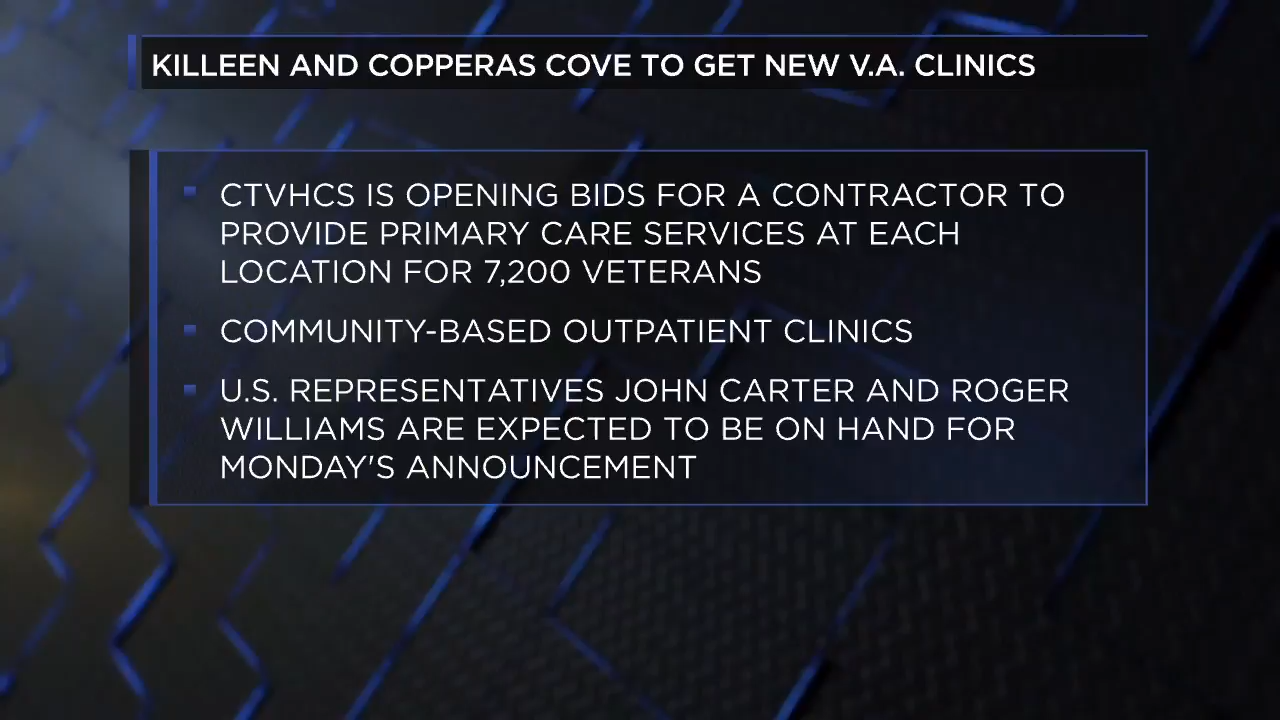 KILLEEN AND COPPERAS COVE TO GET NEW V.A. CLINICS
CTVHCS IS OPENING BIDS FOR A CONTRACTOR TO
PROVIDE PRIMARY CARE SERVICES AT EACH
LOCATION FOR 7,200 VETERANS
COMMUNITY-BASED OUTPATIENT CLINICS
U.S. REPRESENTATIVES JOHN CARTER AND ROGER
WILLIAMS ARE EXPECTED TO BE ON HAND FOR
MONDAY'S ANNOUNCEMENT